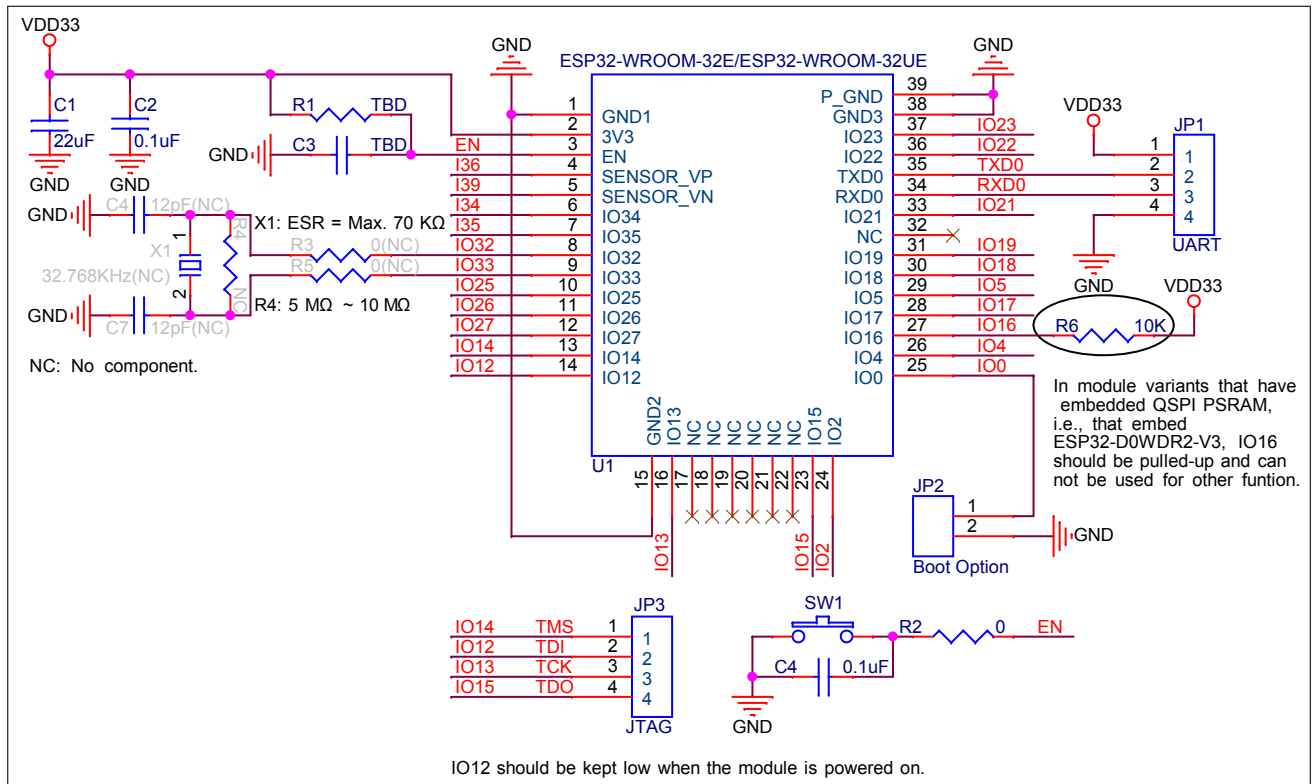 VDD33
C1
22uF
GND
C2
0.1uF
GND
R1 TBD
GND C3 TBD
GND C4 12pF(NC)
X1
1
2
32.768KHz(NC)
R4
NC
X1: ESR = Max. 70 KΩ
R3 0(NC)
R5 0(NC)
R4: 5 MΩ ~ 10 MΩ
GND C7 12pF(NC)
NC: No component.
GND
ESP32-WROOM-32E/ESP32-WROOM-32UE
1 GND1
2 3V3
EN 3 EN
I36 4 SENSOR_VP
I39 5 SENSOR_VN
I34 6 IO34
I35 7 IO35
IO32 8 IO32
IO33 9 IO33
IO25 10 IO25
IO26 11 IO26
IO27 12 IO27
IO14 13 IO14
IO12 14 IO12
GND
P_GND 39
GND3 38
IO23 37 IO23
IO22 36 IO22
TXD0 35 TXD0
RXD0 34 RXD0
IO21 33 IO21
NC 32
IO19 31 IO19
IO18 30 IO18
IO5 29 IO5
IO17 28 IO17
IO16 27 IO16
IO4 26 IO4
IO0 25 IO0
GND2 15
IO13 16 IO13
NC 17
NC 18
NC 19
NC 20
NC 21
NC 22
IO15 23 IO15
IO2 24 IO2
U1
VDD33
JP1
1 1
2 2
3 3
4 4
UART
GND
R6 10K
VDD33
In module variants that have
embedded QSPI PSRAM,
i.e., that embed
ESP32-D0WDR2-V3, IO16
should be pulled-up and can
not be used for other funtion.
JP2
1
2
GND
Boot Option
JP3
IO14 TMS 1 1
IO12 TDI 2 2
IO13 TCK 3 3
IO15 TDO 4 4
JTAG
SW1
R2 0 EN
C4 0.1uF
GND
IO12 should be kept low when the module is powered on.